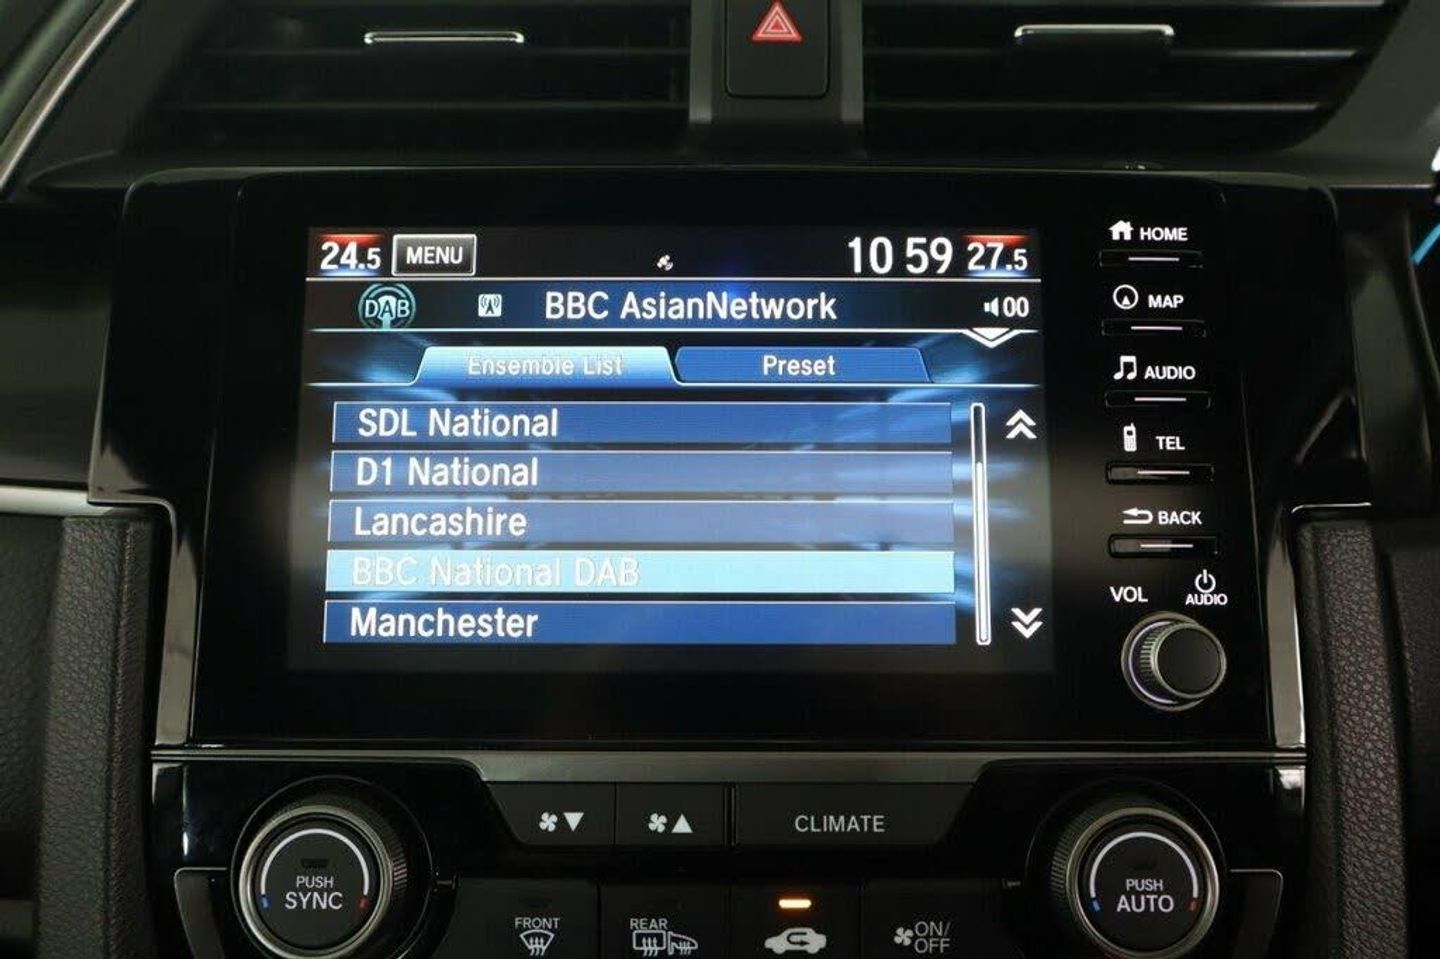 24.5 MENU 10 59 27.5
DAB BBC AsianNetwork 00
Ensemble List Preset
SDL National
D1 National
Lancashire
BBC National DAB
Manchester
HOME
MAP
AUDIO
TEL
BACK
VOL AUDIO
CLIMATE
PUSH
SYNC
PUSH
AUTO
FRONT
REAR
ON/
OFF